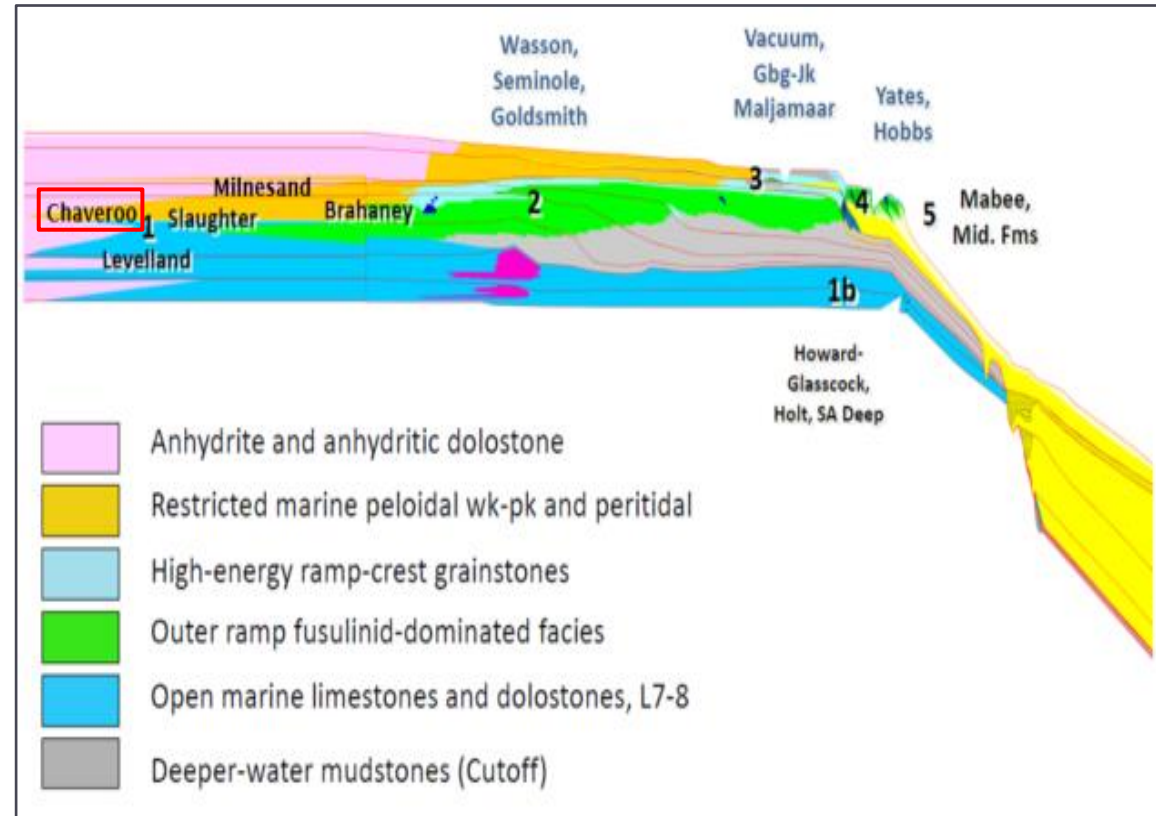 Wasson,
Seminole,
Goldsmith
Vacuum,
Gbg-Jk
Maljamaar
Yates,
Hobbs
Milnesand
Chaveroo
1
Slaughter
Brahaney
2
3
4
5
Mabee,
Mid. Fms
Levelland
1b
Howard-
Glasscock,
Holt, SA Deep
Anhydrite and anhydritic dolostone
Restricted marine peloidal wk-pk and peritidal
High-energy ramp-crest grainstones
Outer ramp fusulinid-dominated facies
Open marine limestones and dolostones, L7-8
Deeper-water mudstones (Cutoff)